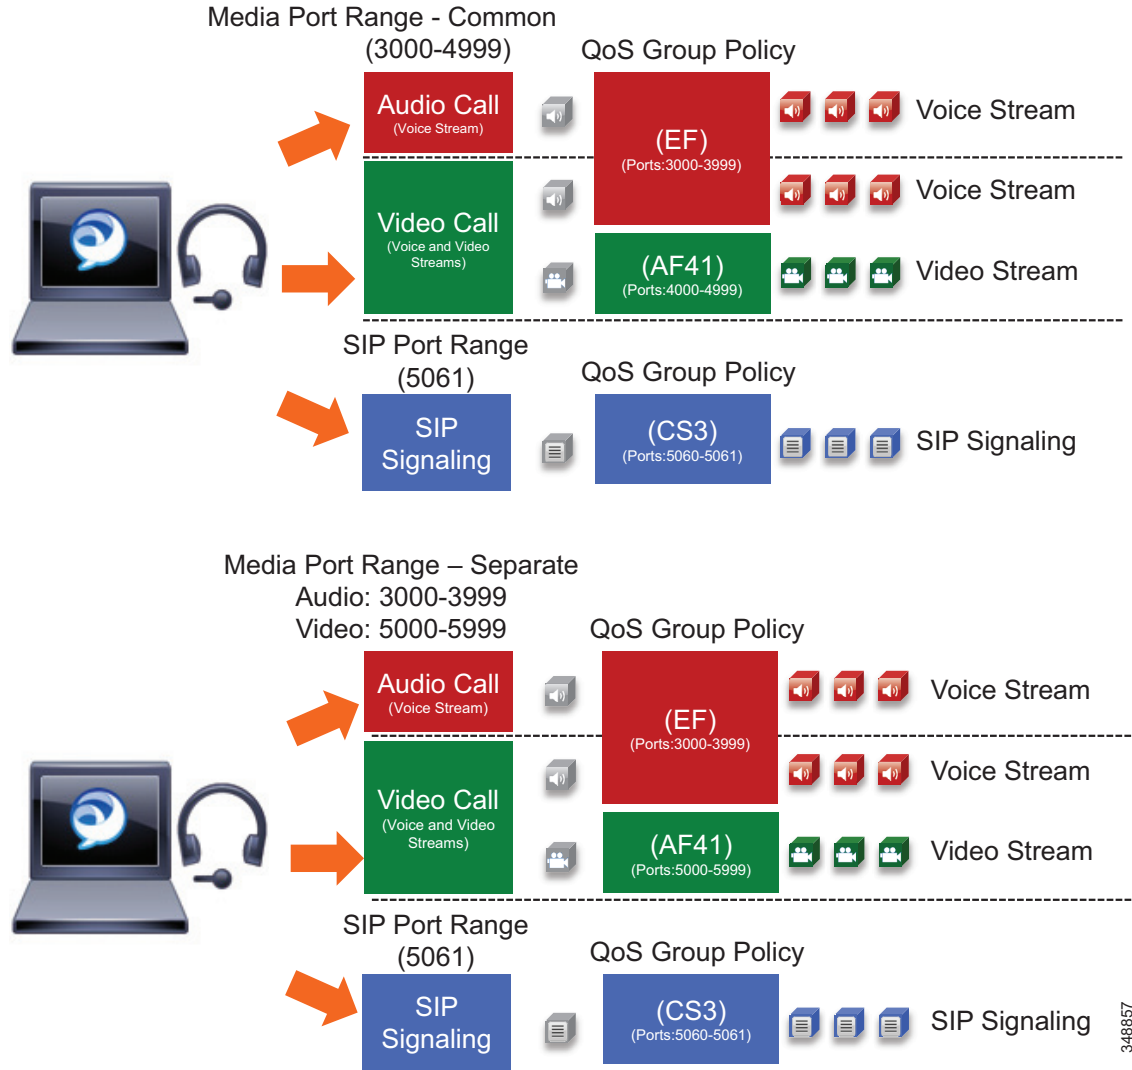 Media Port Range - Common
(3000-4999)
QoS Group Policy
Audio Call
(Voice Stream)
(EF)
(Ports:3000-3999)
Voice Stream
Video Call
(Voice and Video
Streams)
Voice Stream
(AF41)
(Ports:4000-4999)
Video Stream
SIP Port Range
(5061)
QoS Group Policy
SIP
Signaling
(CS3)
(Ports:5060-5061)
SIP Signaling
Media Port Range – Separate
Audio: 3000-3999
Video: 5000-5999
QoS Group Policy
Audio Call
(Voice Stream)
(EF)
(Ports:3000-3999)
Voice Stream
Video Call
(Voice and Video
Streams)
Voice Stream
(AF41)
(Ports:5000-5999)
Video Stream
SIP Port Range
(5061)
QoS Group Policy
SIP
Signaling
(CS3)
(Ports:5060-5061)
SIP Signaling
348857